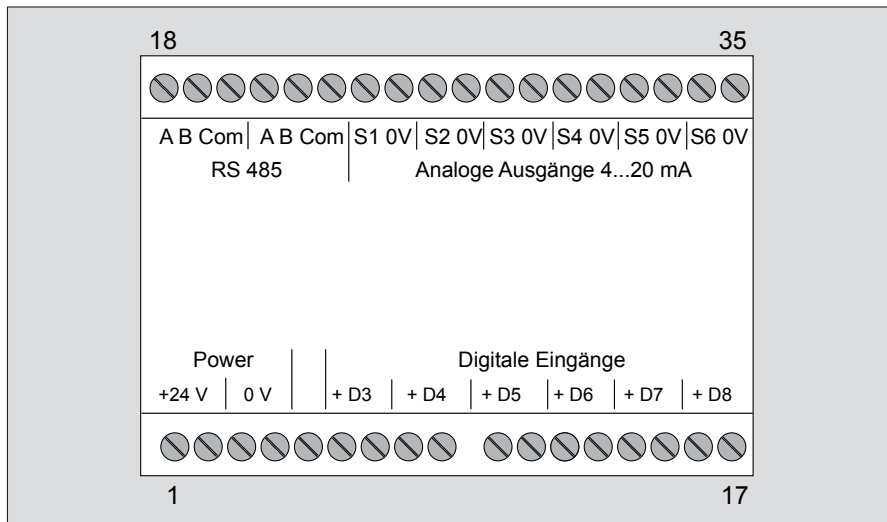 18 35
A B Com A B Com S1 0V S2 0V S3 0V S4 0V S5 0V S6 0V
RS 485 Analoge Ausgänge 4...20 mA
Power Digitale Eingänge
+24 V 0 V + D3 + D4 + D5 + D6 + D7 + D8
1 17